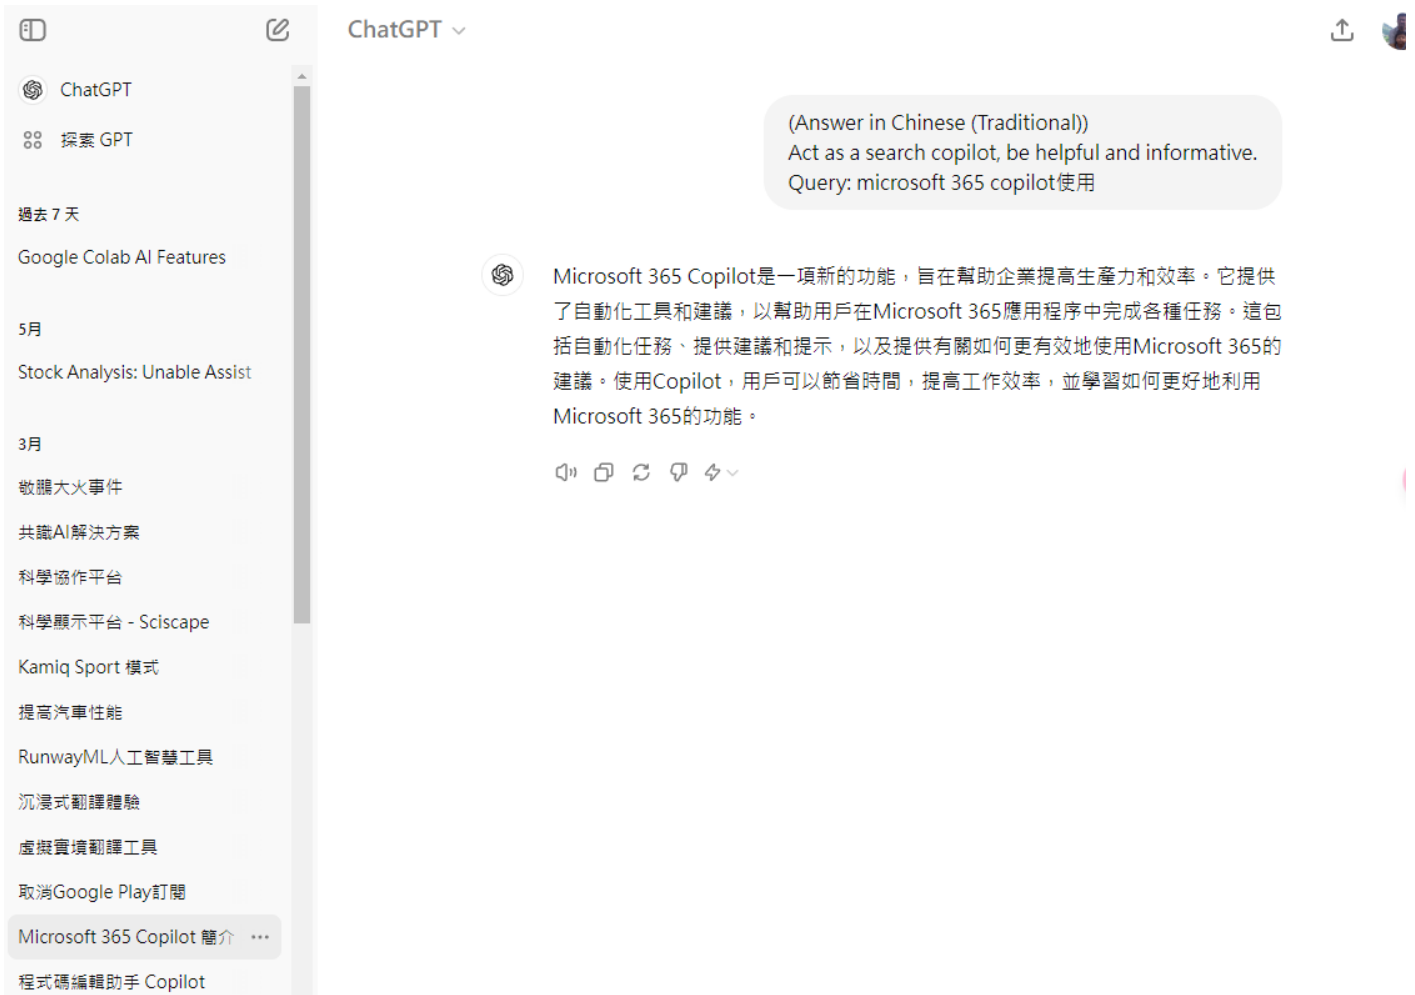 ChatGPT
ChatGPT
探索 GPT
過去 7 天
Google Colab AI Features
5月
Stock Analysis: Unable Assist
3月
敬鵬大火事件
共識AI解決方案
科學協作平台
科學顯示平台 - Sciscape
Kamiq Sport 模式
提高汽車性能
RunwayML人工智慧工具
沉浸式翻譯體驗
虛擬實境翻譯工具
取消Google Play訂閱
Microsoft 365 Copilot 簡介
程式碼編輯助手 Copilot
(Answer in Chinese (Traditional))
Act as a search copilot, be helpful and informative.
Query: microsoft 365 copilot使用
Microsoft 365 Copilot是一項新的功能，旨在幫助企業提高生產力和效率。它提供
了自動化工具和建議，以幫助用戶在Microsoft 365應用程序中完成各種任務。這包
括自動化任務、提供建議和提示，以及提供有關如何更有效地使用Microsoft 365的
建議。使用Copilot，用戶可以節省時間，提高工作效率，並學習如何更好地利用
Microsoft 365的功能。